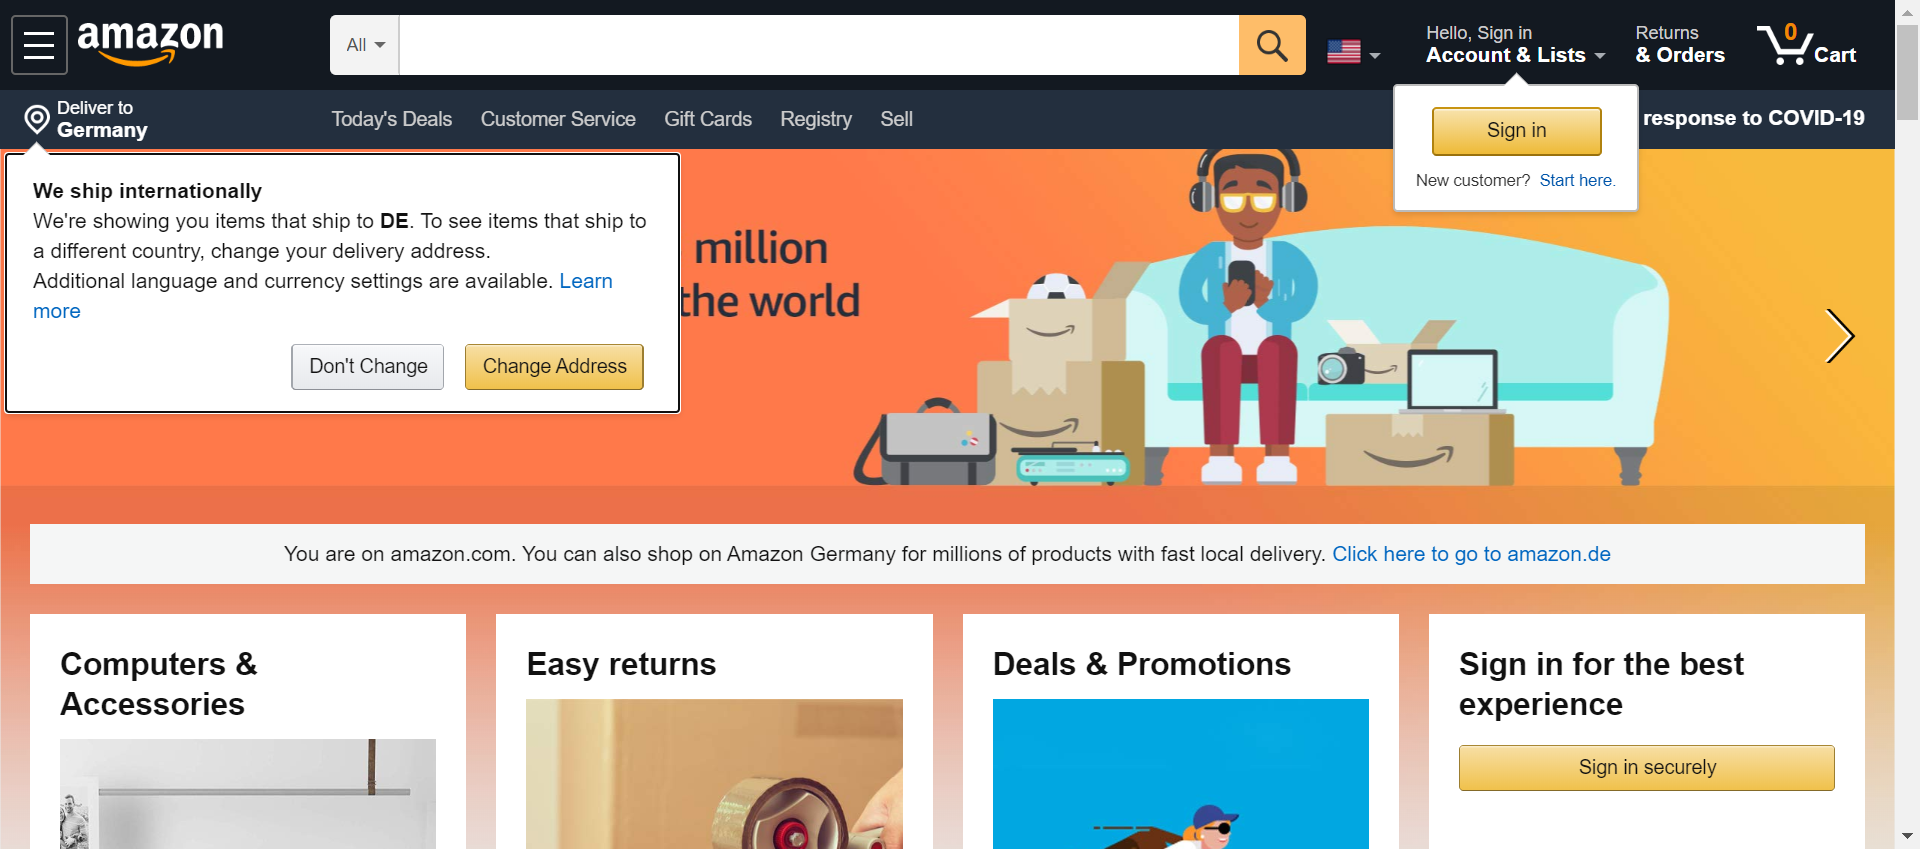 amazon
All
Hello, Sign in
Account & Lists
Returns
& Orders
0
Cart
Deliver to
Germany
Today's Deals
Customer Service
Gift Cards
Registry
Sell
response to COVID-19
Sign in
New customer? Start here.
We ship internationally
We're showing you items that ship to DE. To see items that ship to
a different country, change your delivery address.
Additional language and currency settings are available. Learn
more
Don't Change
Change Address
million
the world
You are on amazon.com. You can also shop on Amazon Germany for millions of products with fast local delivery. Click here to go to amazon.de
Computers &
Accessories
Easy returns
Deals & Promotions
Sign in for the best
experience
Sign in securely